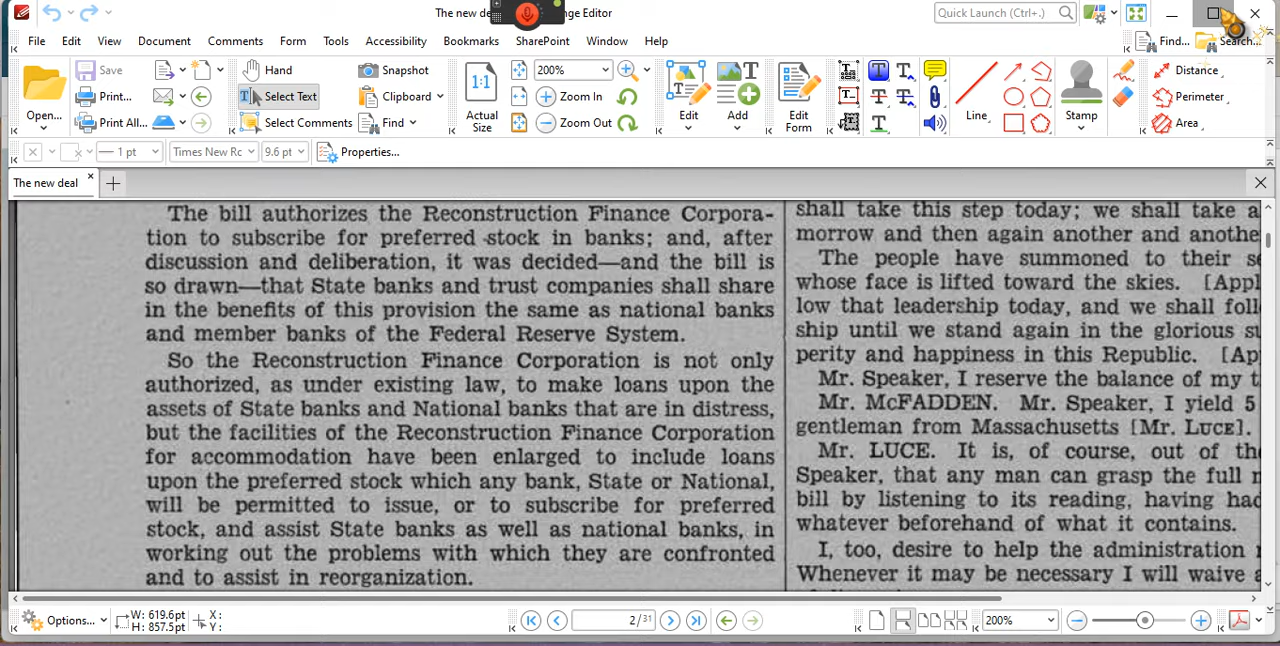 The new dea
nge Editor
Quick Launch (Ctrl+.)
File Edit View Document Comments Form Tools Accessibility Bookmarks SharePoint Window Help
Find... Search...
Open...
Save
Print...
Print All...
Hand
Select Text
Select Comments
Snapshot
Clipboard
Find
1:1
Actual Size
200%
Zoom In
Zoom Out
Edit
Add
Edit Form
Line
Stamp
Distance
Perimeter
Area
1 pt Times New Ro 9.6 pt Properties...
The new deal
The bill authorizes the Reconstruction Finance Corpora-
tion to subscribe for preferred stock in banks; and, after
discussion and deliberation, it was decided—and the bill is
so drawn—that State banks and trust companies shall share
in the benefits of this provision the same as national banks
and member banks of the Federal Reserve System.
So the Reconstruction Finance Corporation is not only
authorized, as under existing law, to make loans upon the
assets of State banks and National banks that are in distress,
but the facilities of the Reconstruction Finance Corporation
for accommodation have been enlarged to include loans
upon the preferred stock which any bank, State or National,
will be permitted to issue, or to subscribe for preferred
stock, and assist State banks as well as national banks, in
working out the problems with which they are confronted
and to assist in reorganization.
shall take this step today; we shall take a
morrow and then again another and anothe
The people have summoned to their se
whose face is lifted toward the skies. [Appl
low that leadership today, and we shall foll
ship until we stand again in the glorious su
perity and happiness in this Republic. [Ap
Mr. Speaker, I reserve the balance of my t
Mr. McFADDEN. Mr. Speaker, I yield 5
gentleman from Massachusetts [Mr. LUCE].
Mr. LUCE. It is, of course, out of th
Speaker, that any man can grasp the full
bill by listening to its reading, having had
whatever beforehand of what it contains.
I, too, desire to help the administration
Whenever it may be necessary I will waive
Options...
W: 619.6pt
H: 857.5pt
X:
Y:
2 / 31
200%